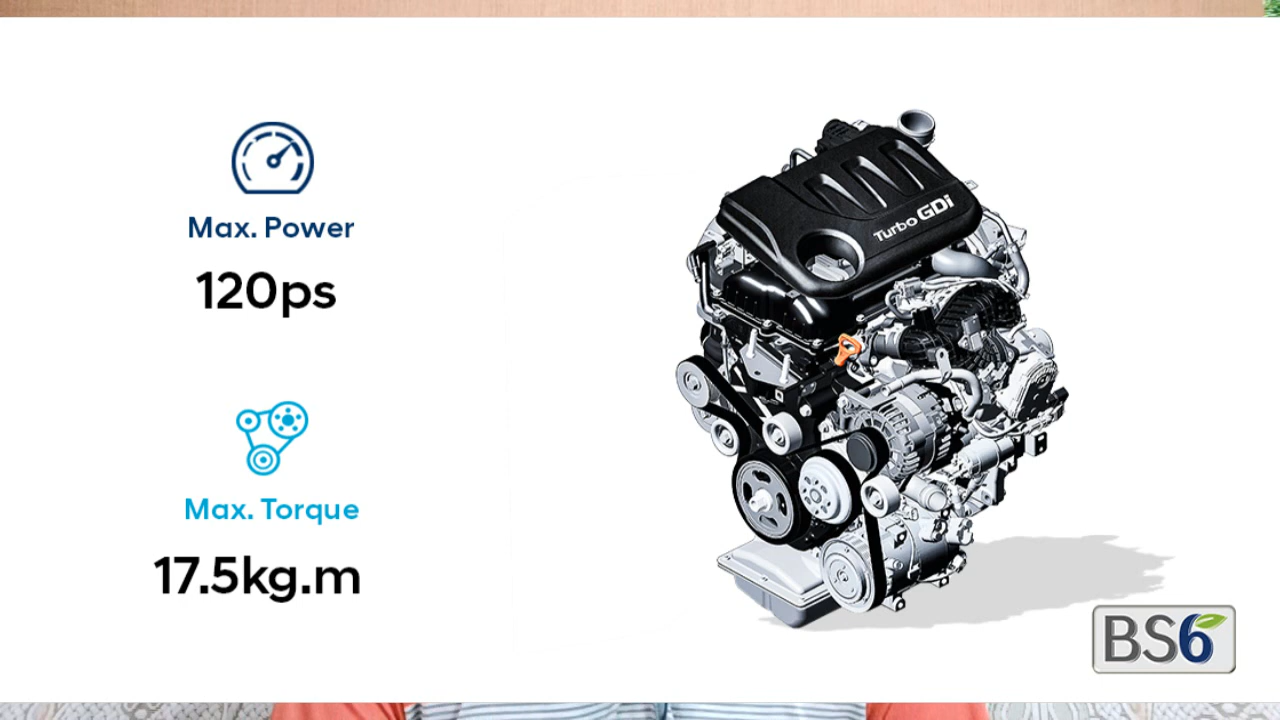 Max. Power
120ps
Max. Torque
17.5kg.m
Turbo GDi
BS6